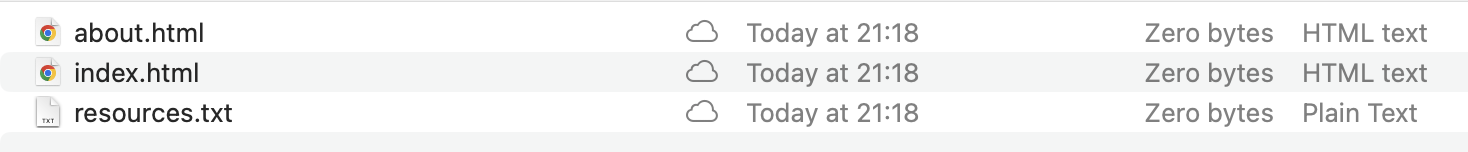 about.html Today at 21:18 Zero bytes HTML text
index.html Today at 21:18 Zero bytes HTML text
TXT resources.txt Today at 21:18 Zero bytes Plain Text